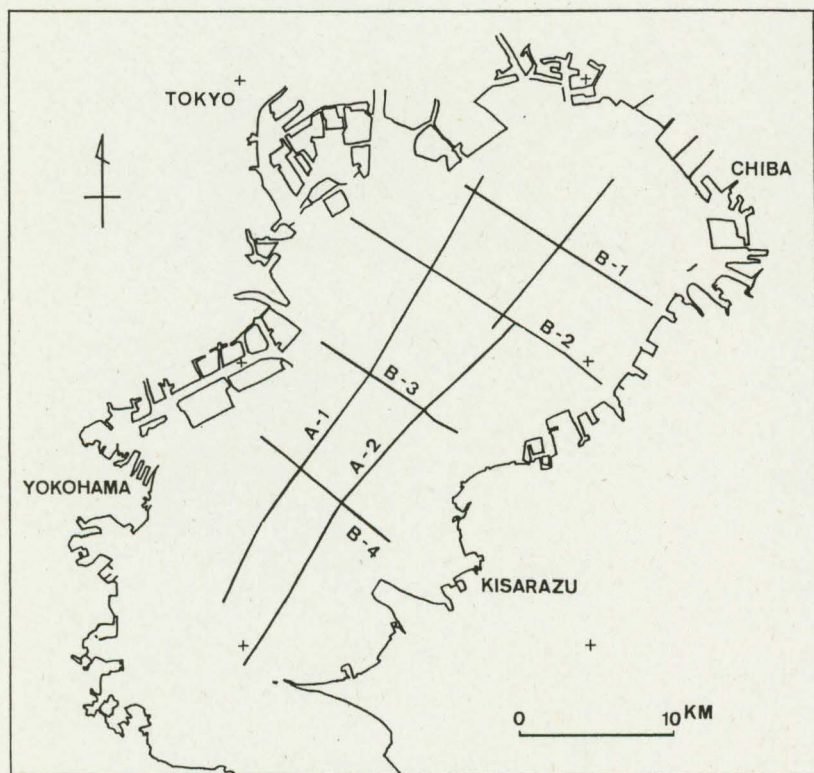 TOKYO
CHIBA
B-1
B-2
B-3
A-1
A-2
YOKOHAMA
B-4
KISARAZU
0 10 KM